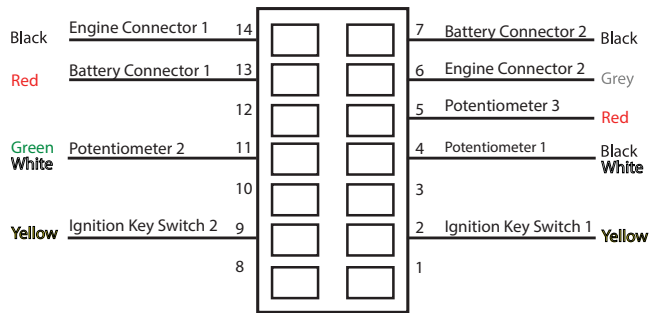 Black Engine Connector 1 14 7 Battery Connector 2 Black
Red Battery Connector 1 13 6 Engine Connector 2 Grey
12 5 Potentiometer 3 Red
Green White Potentiometer 2 11 4 Potentiometer 1 Black White
10 3
Yellow Ignition Key Switch 2 9 2 Ignition Key Switch 1 Yellow
8 1